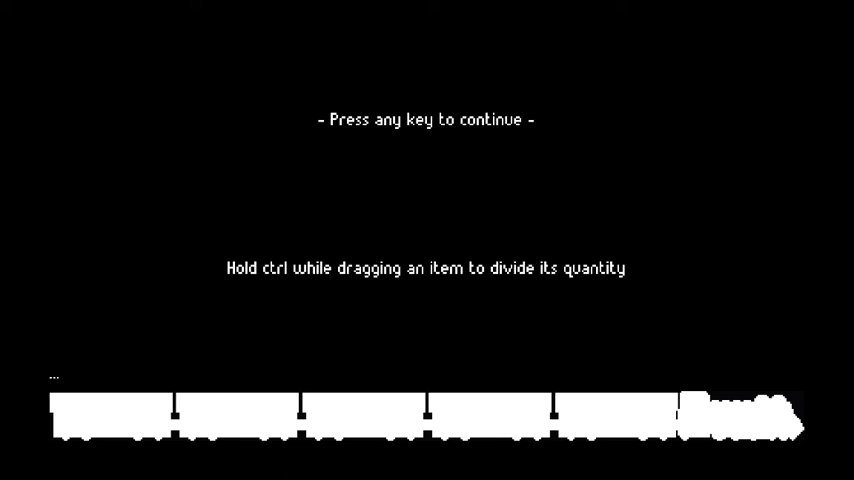 - Press any key to continue -
Hold ctrl while dragging an item to divide its quantity
...